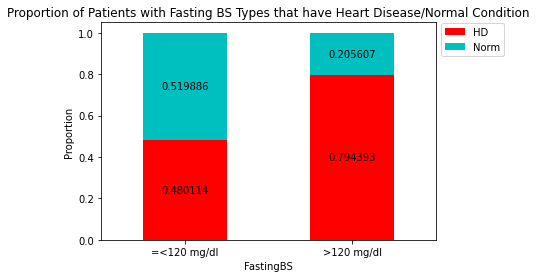 Proportion of Patients with Fasting BS Types that have Heart Disease/Normal Condition
HD
Norm
1.0
0.8
0.6
0.4
0.2
0.0
Proportion
0.519886
0.480114
0.205607
0.794393
=<120 mg/dl
>120 mg/dl
FastingBS